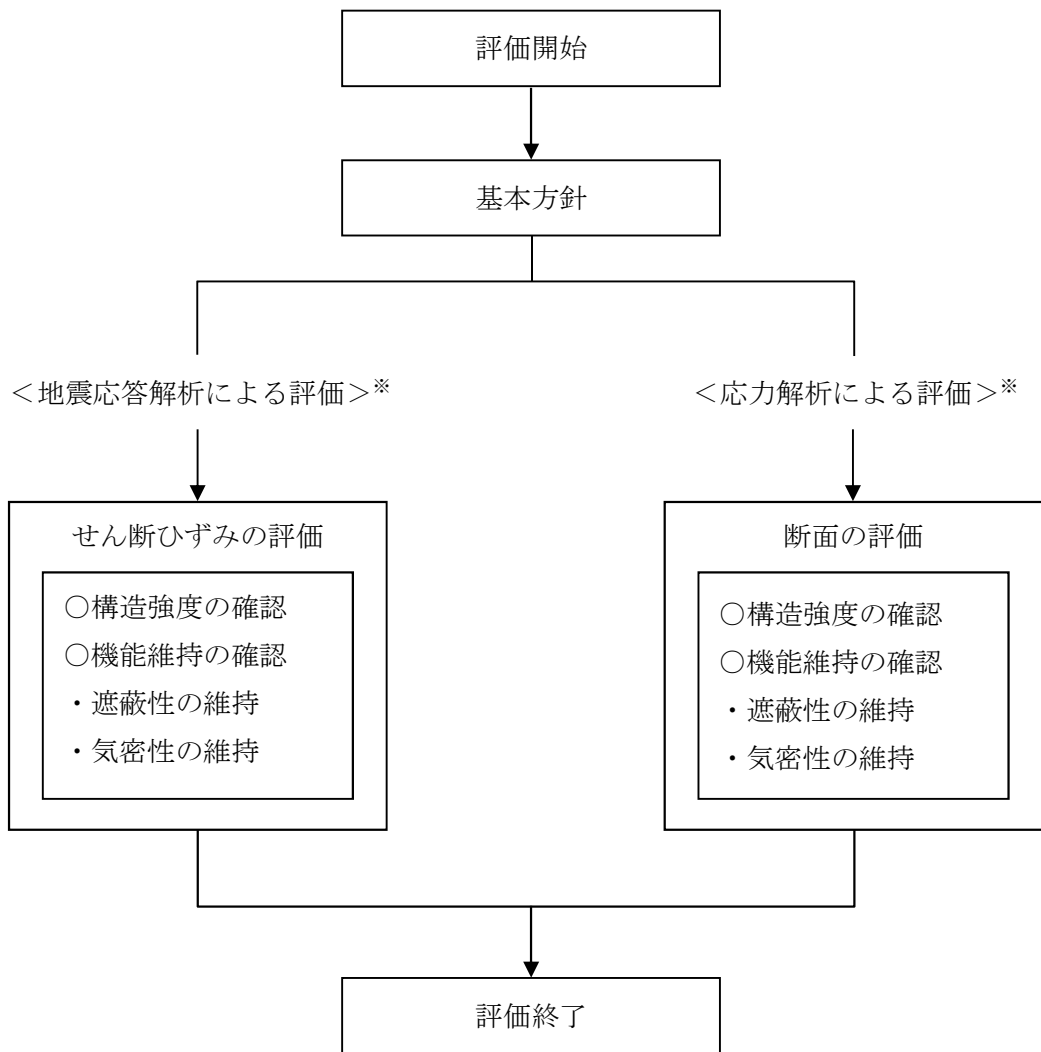 評価開始
基本方針
＜地震応答解析による評価＞※
＜応力解析による評価＞※
せん断ひずみの評価
○構造強度の確認
○機能維持の確認
・遮蔽性の維持
・気密性の維持
断面の評価
○構造強度の確認
○機能維持の確認
・遮蔽性の維持
・気密性の維持
評価終了